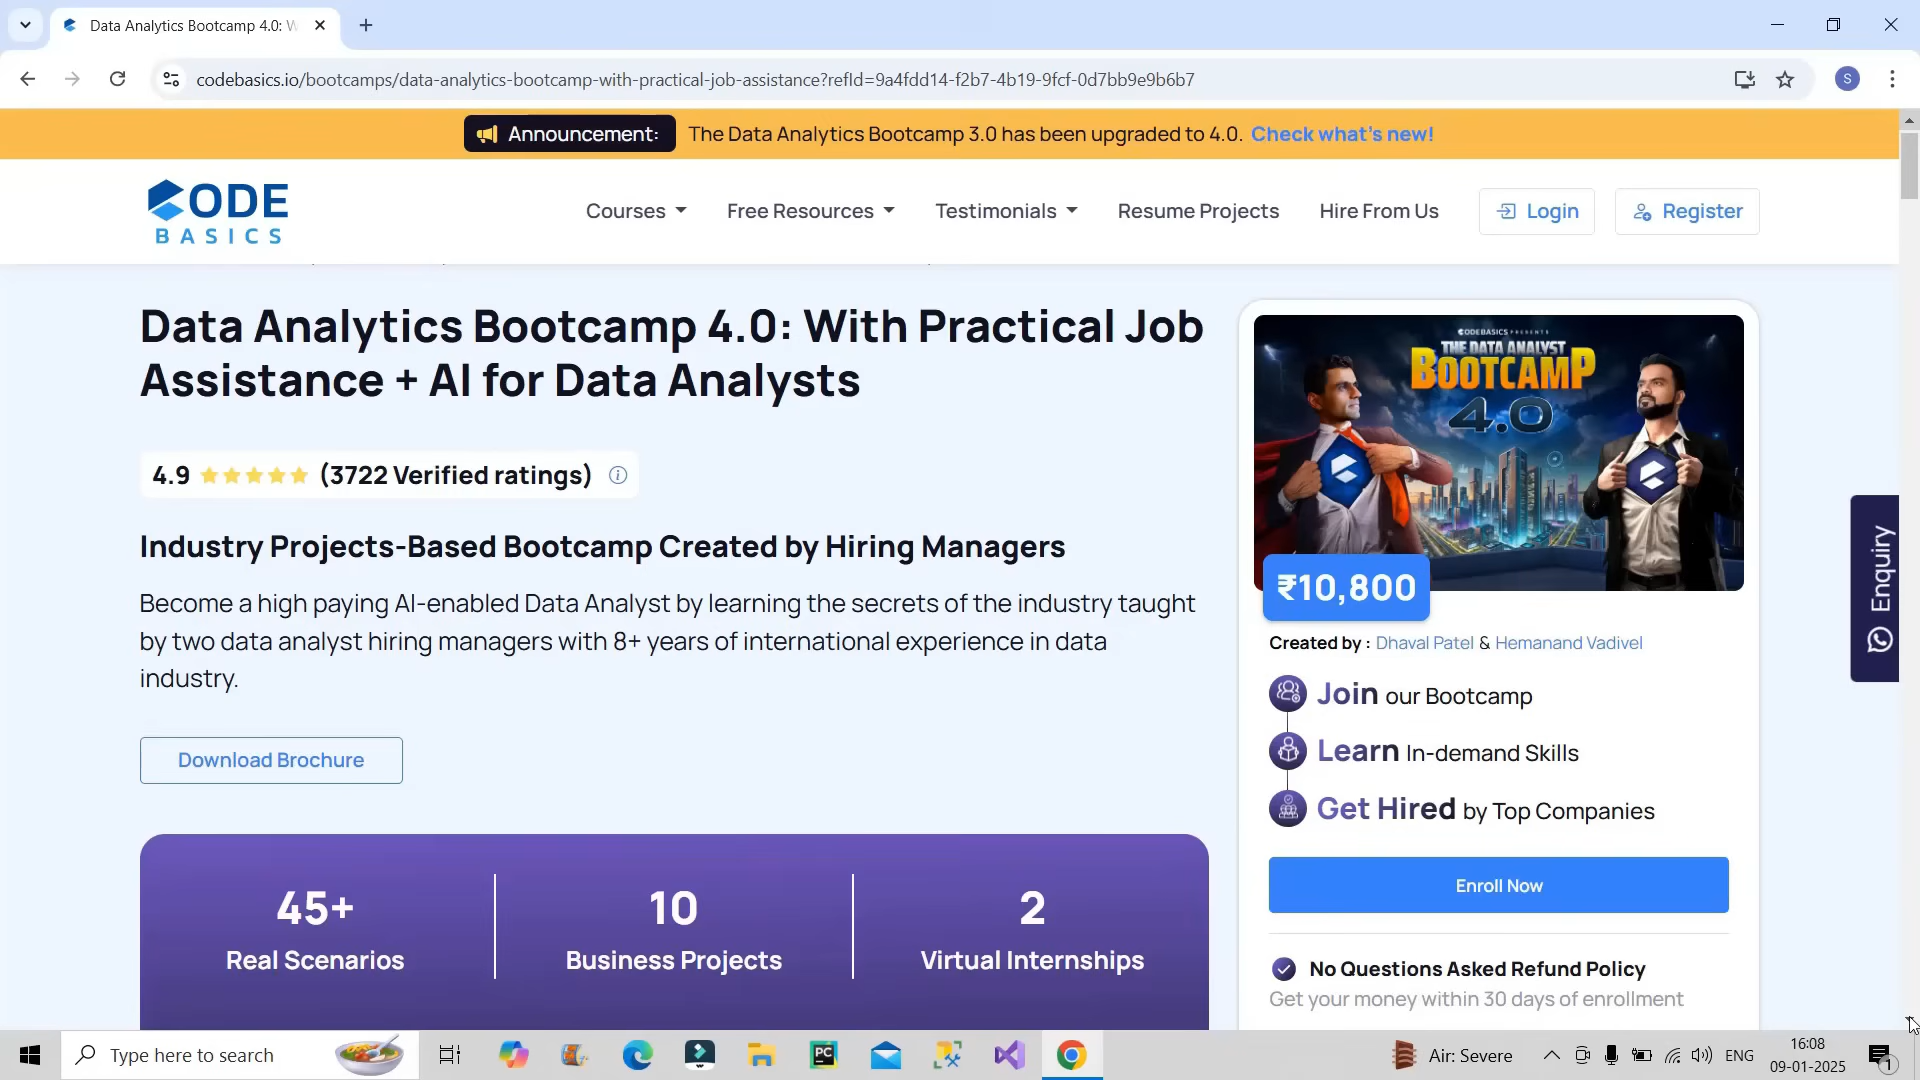 Data Analytics Bootcamp 4.0: W
codebasics.io/bootcamps/data-analytics-bootcamp-with-practical-job-assistance?refId=9a4fdd14-f2b7-4b19-9fcf-0d7bb9e9b6b7
S
Announcement: The Data Analytics Bootcamp 3.0 has been upgraded to 4.0. Check what's new!
CODE
BASICS
Courses Free Resources Testimonials Resume Projects Hire From Us Login Register
Data Analytics Bootcamp 4.0: With Practical Job
Assistance + AI for Data Analysts
4.9 (3722 Verified ratings)
Industry Projects-Based Bootcamp Created by Hiring Managers
Become a high paying AI-enabled Data Analyst by learning the secrets of the industry taught
by two data analyst hiring managers with 8+ years of international experience in data
industry.
Download Brochure
45+
Real Scenarios
10
Business Projects
2
Virtual Internships
CODEBASICS PRESENTS
THE DATA ANALYST
BOOTCAMP
4.0
₹10,800
Created by : Dhaval Patel & Hemanand Vadivel
Join our Bootcamp
Learn In-demand Skills
Get Hired by Top Companies
Enroll Now
No Questions Asked Refund Policy
Get your money within 30 days of enrollment
Enquiry
Type here to search
PC
Air: Severe
ENG
16:08
09-01-2025
1